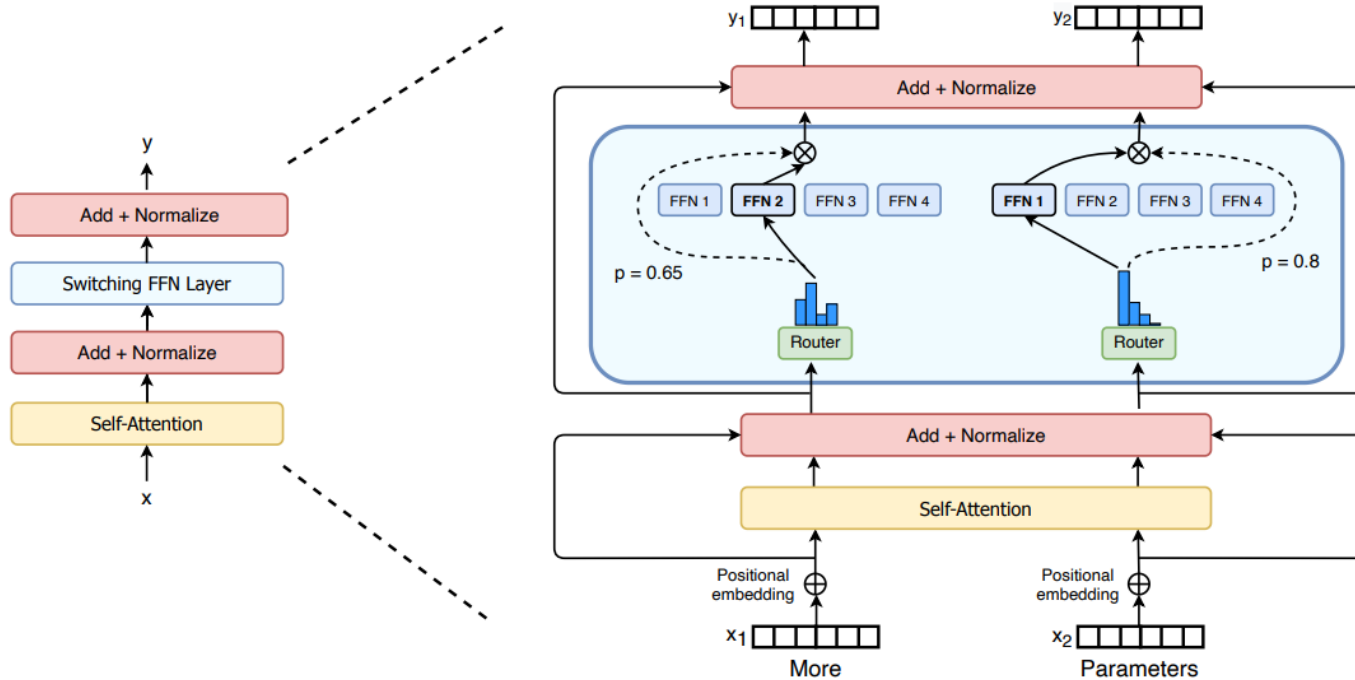 y
Add + Normalize
Switching FFN Layer
Add + Normalize
Self-Attention
x
y1 y2
Add + Normalize
FFN 1 FFN 2 FFN 3 FFN 4 FFN 1 FFN 2 FFN 3 FFN 4
p = 0.65 p = 0.8
Router Router
Add + Normalize
Self-Attention
Positional
embedding
Positional
embedding
x1 x2
More Parameters